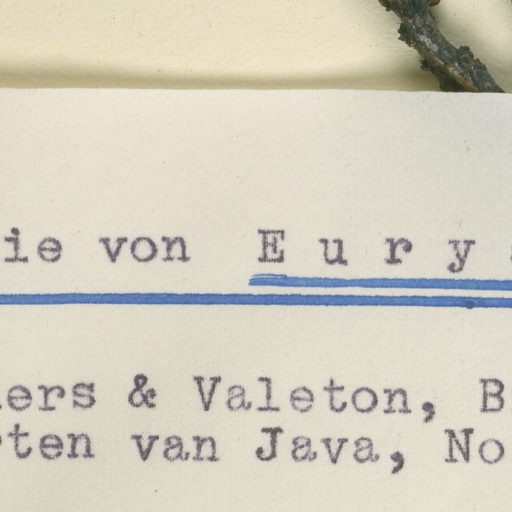 ie von E u r y
ers & Valeton, B
ten van Java, No